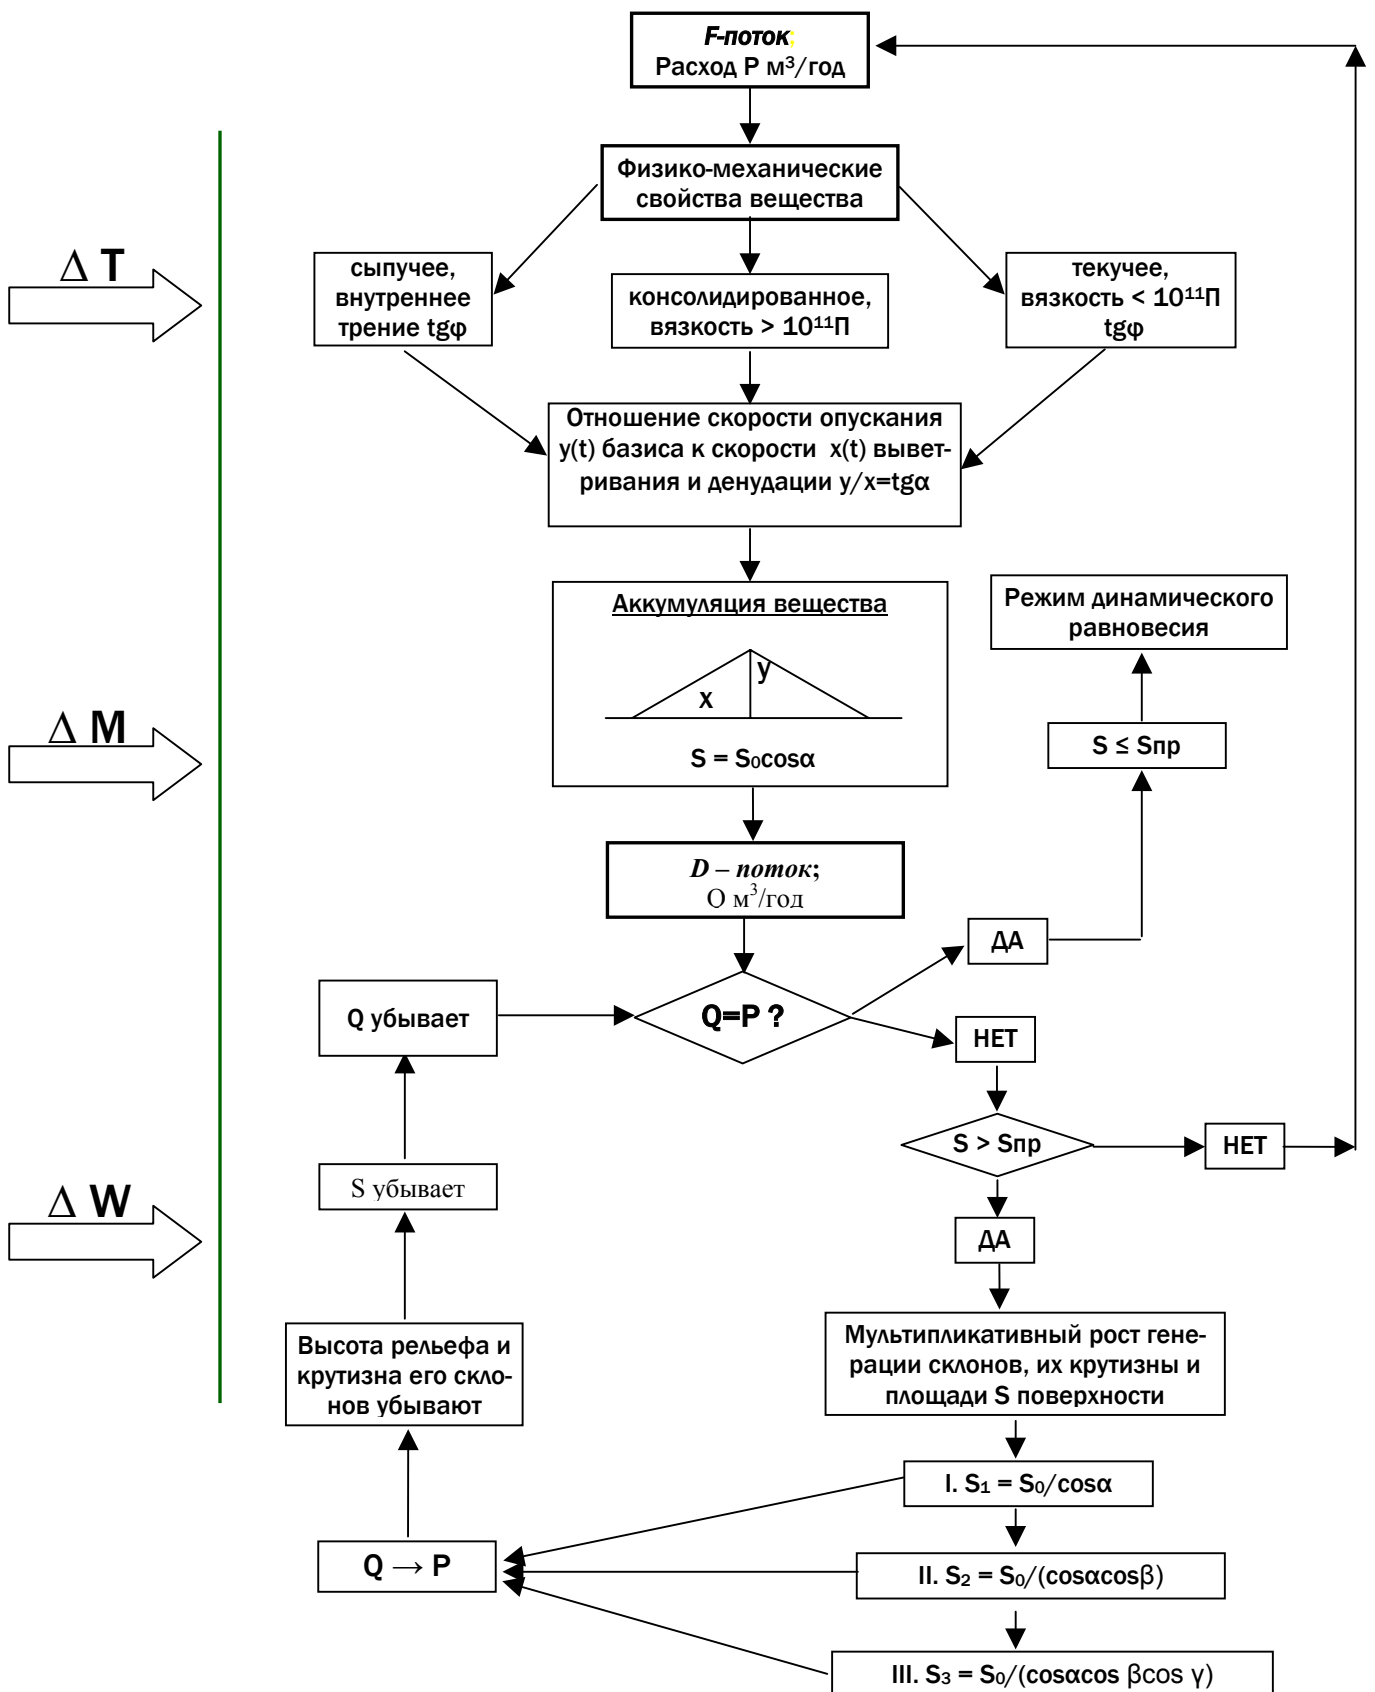 F-поток;
Расход Р м³/год
Физико-механические
свойства вещества
Δ T
сыпучее,
внутреннее
трение tgφ
консолидированное,
вязкость > 10¹¹П
текучее,
вязкость < 10¹¹П
tgφ
Отношение скорости опускания
y(t) базиса к скорости x(t) вывет-
ривания и денудации y/x=tgα
Аккумуляция вещества
y
x
S = S₀cosα
Режим динамического
равновесия
Δ M
S ≤ Sпр
D – поток;
О м³/год
ДА
Q убывает
Q=P ?
НЕТ
S > Sпр
НЕТ
S убывает
Δ W
ДА
Высота рельефа и
крутизна его скло-
нов убывают
Мультипликативный рост гене-
рации склонов, их крутизны и
площади S поверхности
I. S₁ = S₀/cosα
Q → P
II. S₂ = S₀/(cosαcosβ)
III. S₃ = S₀/(cosαcos βcos γ)